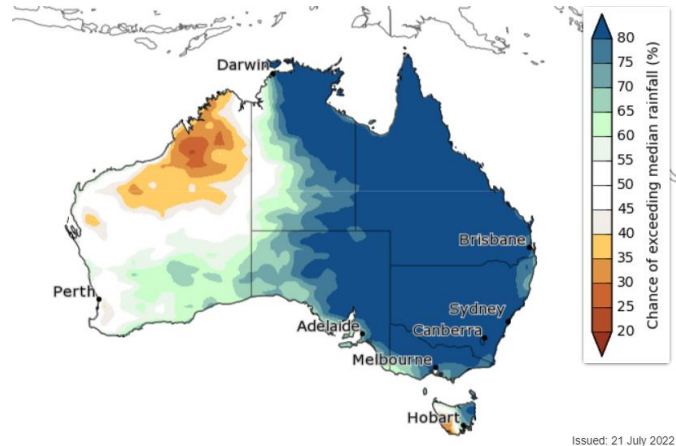 Darwin
Brisbane
Perth
Sydney
Adelaide
Canberra
Melbourne
Hobart
80
75
70
65
60
55
50
45
40
35
30
25
20
Chance of exceeding median rainfall (%)
Issued: 21 July 2022